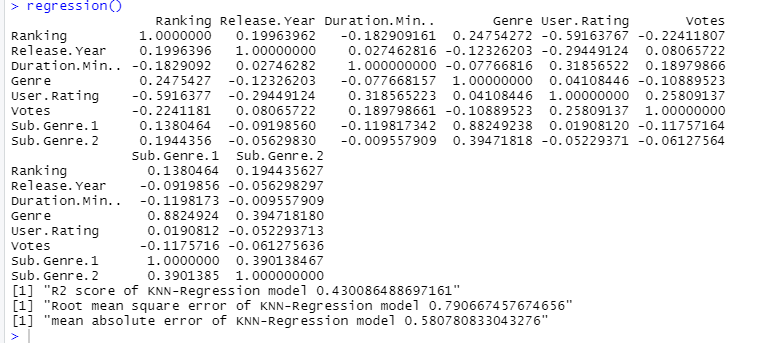 > regression()
Ranking Release.Year Duration.Min.. Genre User.Rating Votes
Ranking 1.0000000 0.19963962 -0.182909161 0.24754272 -0.59163767 -0.22411807
Release.Year 0.1996396 1.00000000 0.027462816 -0.12326203 -0.29449124 0.08065722
Duration.Min.. -0.1829092 0.02746282 1.000000000 -0.07766816 0.31856522 0.18979866
Genre 0.2475427 -0.12326203 -0.077668157 1.00000000 0.04108446 -0.10889523
User.Rating -0.5916377 -0.29449124 0.318565223 0.04108446 1.00000000 0.25809137
Votes -0.2241181 0.08065722 0.189798661 -0.10889523 0.25809137 1.00000000
Sub.Genre.1 0.1380464 -0.09198560 -0.119817342 0.88249238 0.01908120 -0.11757164
Sub.Genre.2 0.1944356 -0.05629830 -0.009557909 0.39471818 -0.05229371 -0.06127564
Sub.Genre.1 Sub.Genre.2
Ranking 0.1380464 0.194435627
Release.Year -0.0919856 -0.056298297
Duration.Min.. -0.1198173 -0.009557909
Genre 0.8824924 0.394718180
User.Rating 0.0190812 -0.052293713
Votes -0.1175716 -0.061275636
Sub.Genre.1 1.0000000 0.390138467
Sub.Genre.2 0.3901385 1.000000000
[1] "R2 score of KNN-Regression model 0.430086488697161"
[1] "Root mean square error of KNN-Regression model 0.790667457674656"
[1] "mean absolute error of KNN-Regression model 0.580780833043276"
>